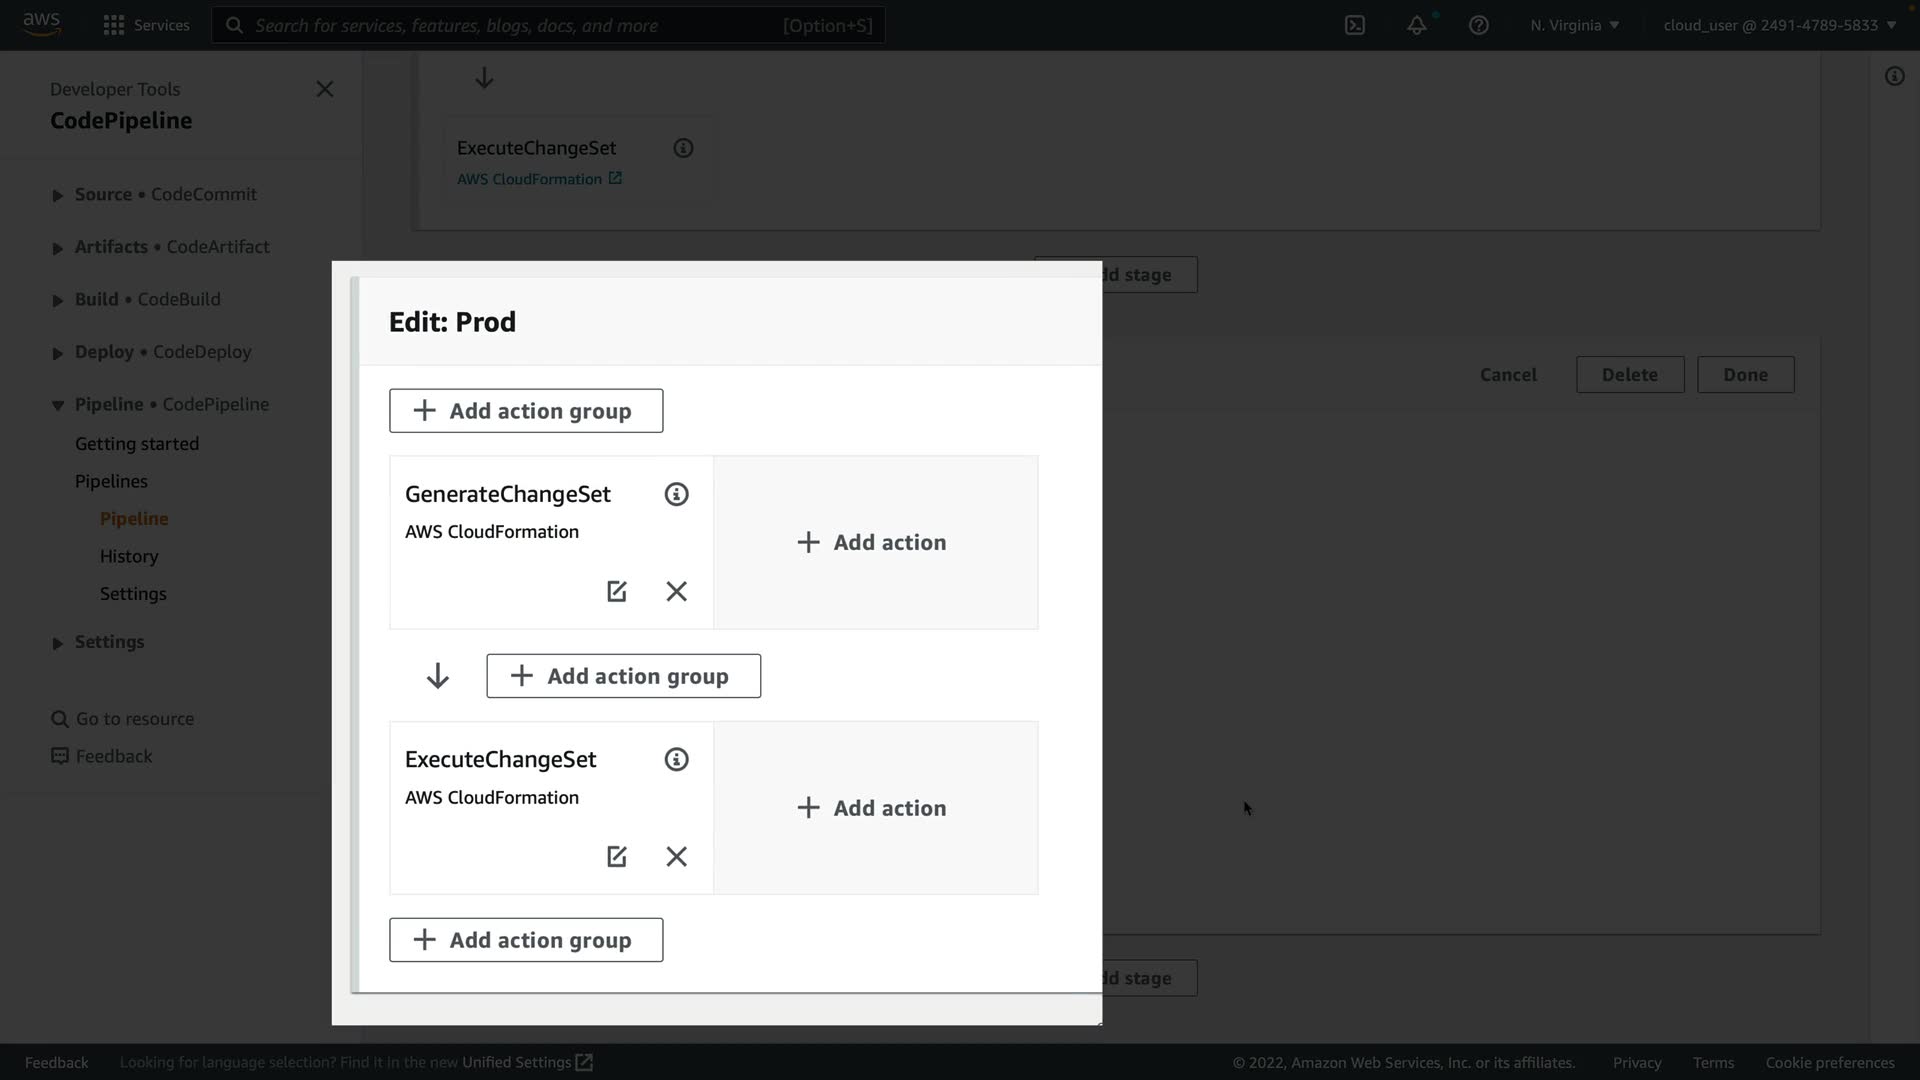 aws
Services
Search for services, features, blogs, docs, and more
[Option+S]
N. Virginia
cloud_user @ 2491-4789-5833
Developer Tools
CodePipeline
Source • CodeCommit
Artifacts • CodeArtifact
Build • CodeBuild
Deploy • CodeDeploy
Pipeline • CodePipeline
Getting started
Pipelines
Pipeline
History
Settings
Settings
Go to resource
Feedback
ExecuteChangeSet
AWS CloudFormation
dd stage
Cancel
Delete
Done
Edit: Prod
Add action group
GenerateChangeSet
AWS CloudFormation
Add action
Add action group
ExecuteChangeSet
AWS CloudFormation
Add action
Add action group
dd stage
Feedback
Looking for language selection? Find it in the new Unified Settings
© 2022, Amazon Web Services, Inc. or its affiliates.
Privacy
Terms
Cookie preferences